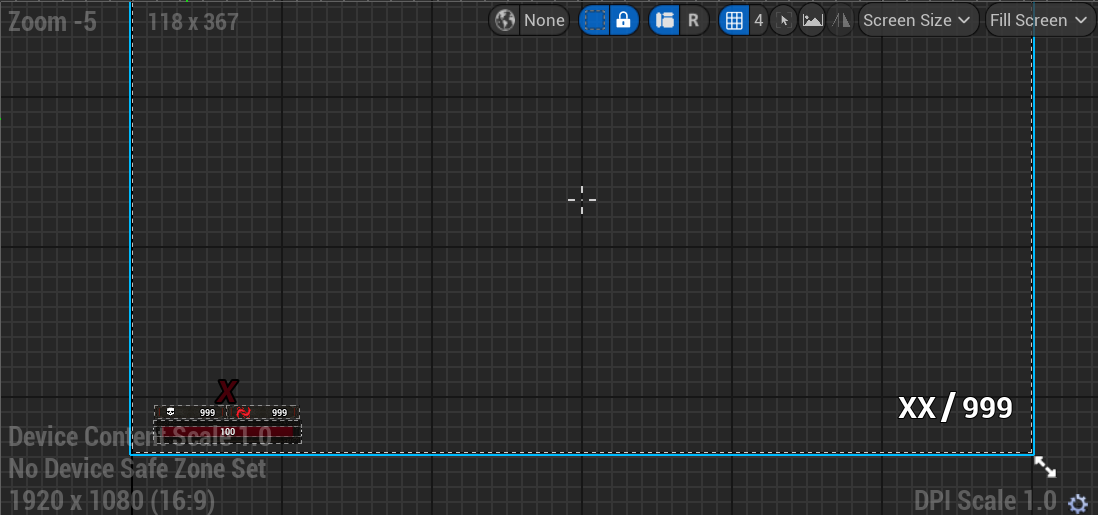 Zoom -5
118 x 367
None
R
4
Screen Size
Fill Screen
X
999
999
100
XX / 999
Device Content Scale 1.0
No Device Safe Zone Set
1920 x 1080 (16:9)
DPI Scale 1.0